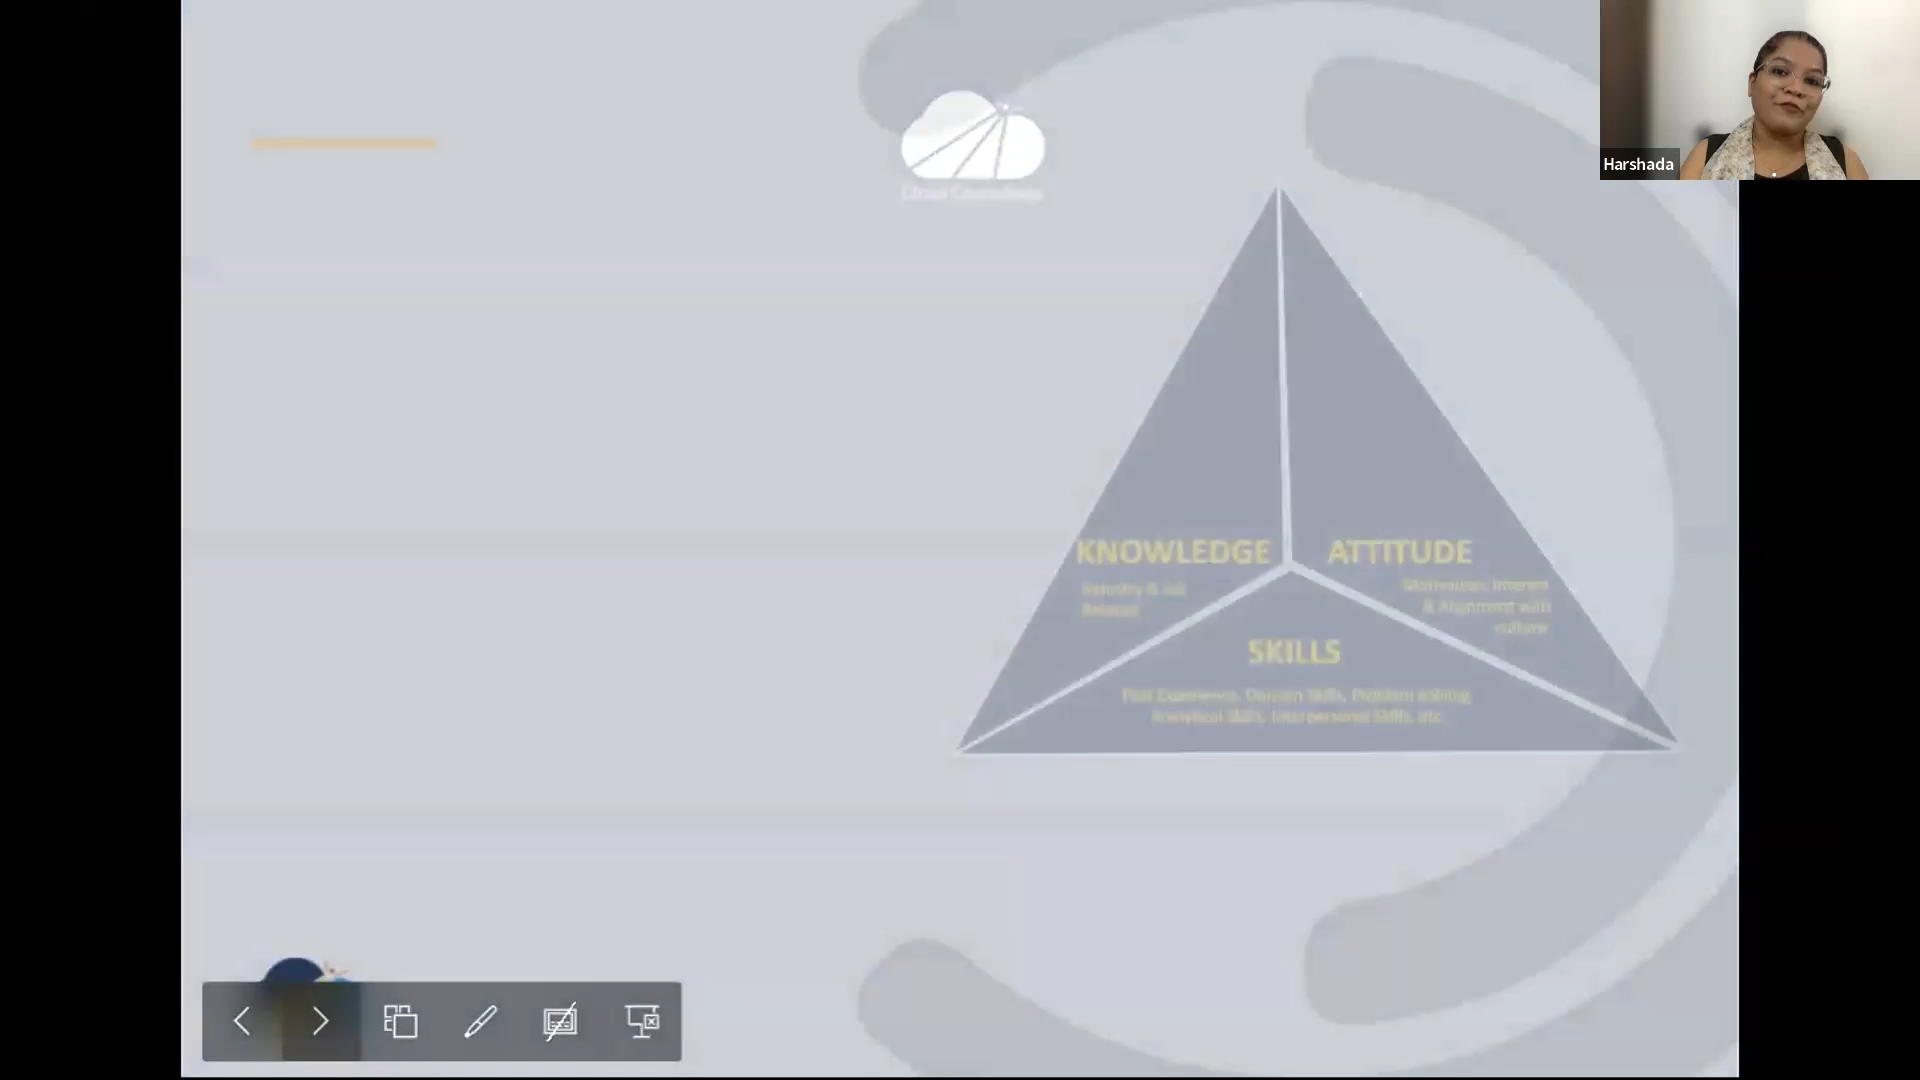 Harshada
KNOWLEDGE
Industry & Job
Related
ATTITUDE
Motivation, Interest
& Alignment with
culture
SKILLS
Past Experience, Domain Skills, Problem solving,
Analytical Skills, Interpersonal Skills, etc.